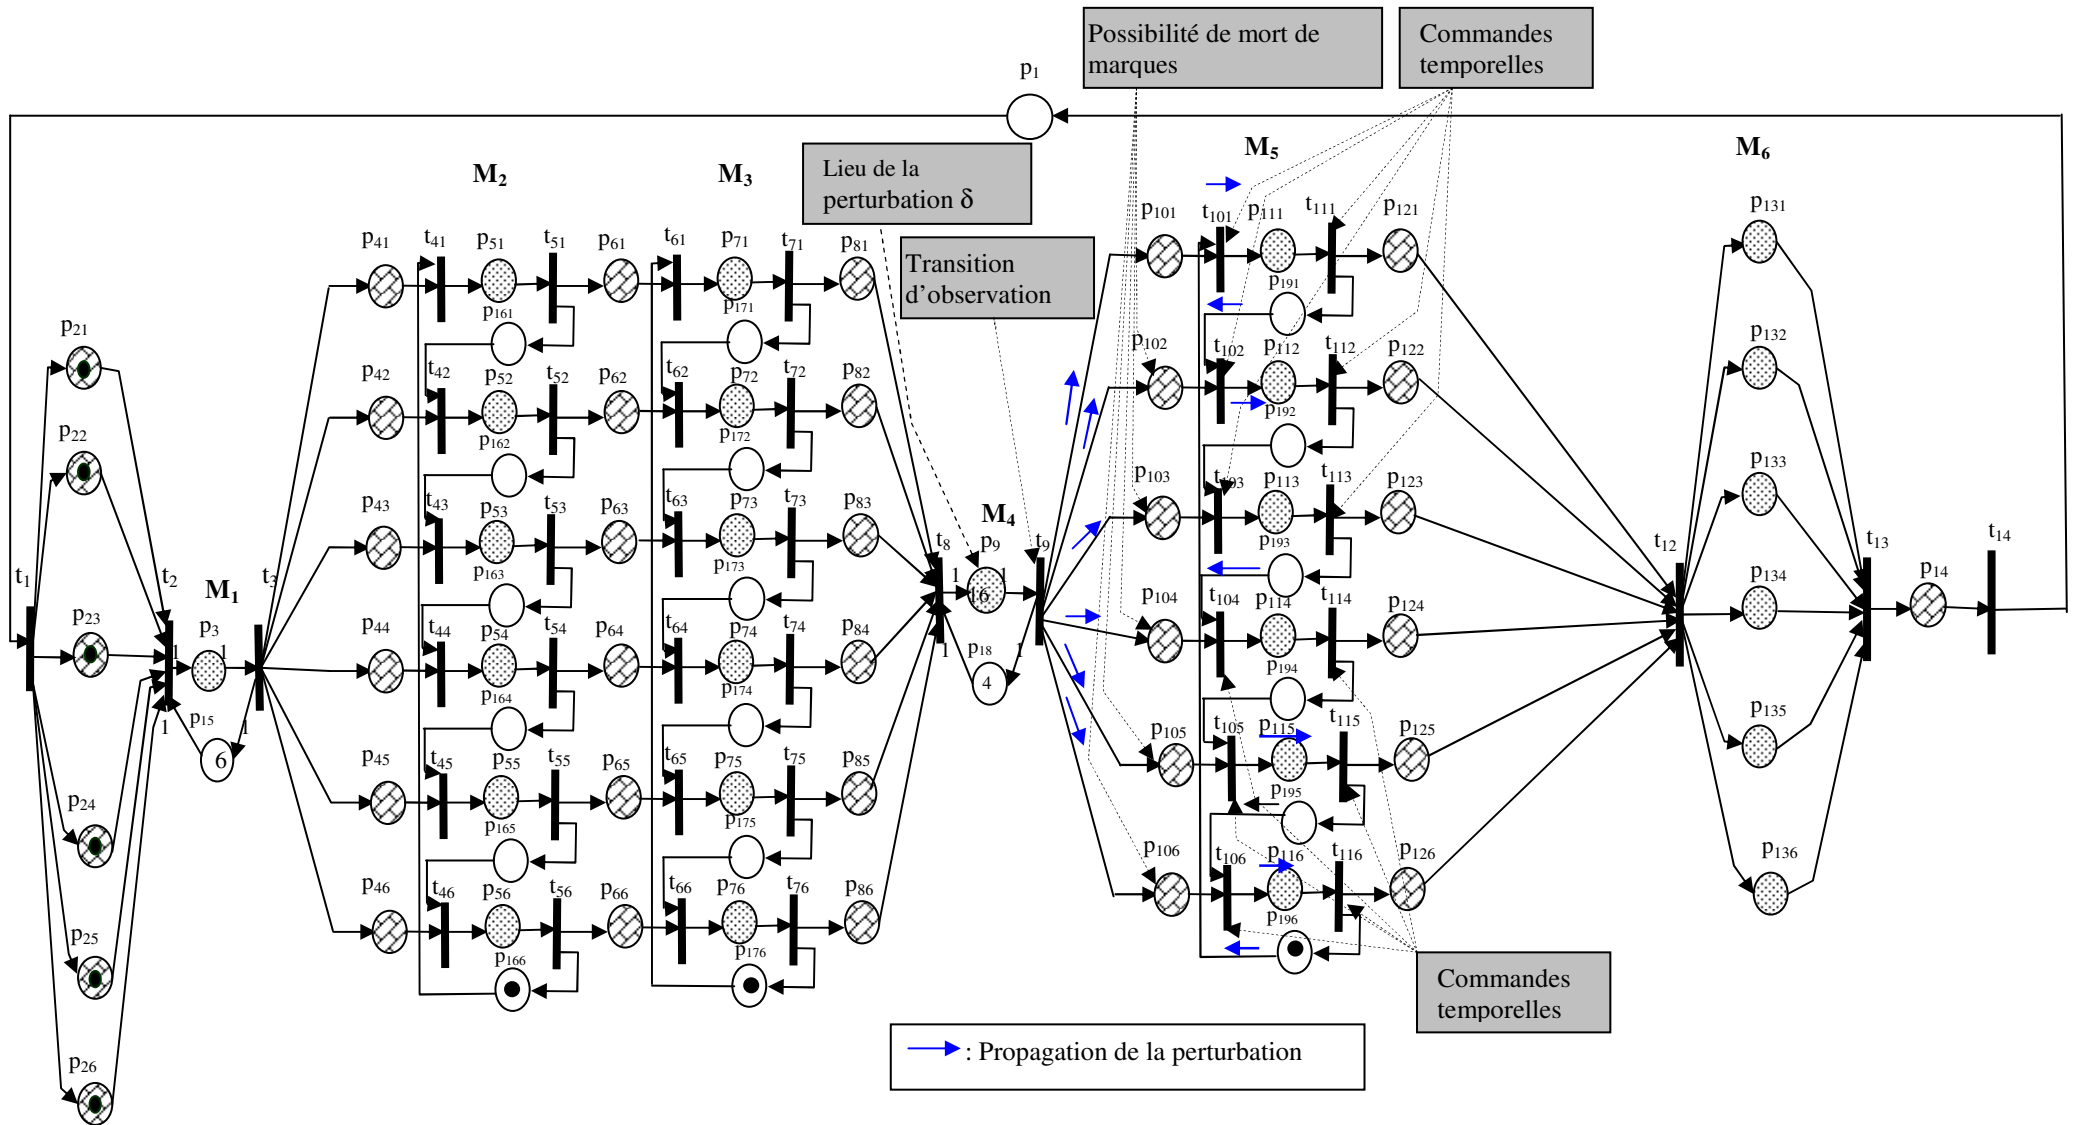 Possibilité de mort de
marques
Commandes
temporelles
p1
M2
M3
Lieu de la
perturbation δ
M5
M6
Transition
d'observation
p41 t41 p51 t51 p61 t61 p71 t71 p81
p101 t101 p111 t111 p121
p131
p161
p171
p191
p21
p42 t42 p52 t52 p62 t62 p72 t72 p82
p102 t102 p112 t112 p122
p132
p162
p172
p192
p22
p43 t43 p53 t53 p63 t63 p73 t73 p83
p103 t103 p113 t113 p123
p133
M4
p163
p173
p193
t1
p23
t2
M1
p3
t3
1
1
1
p15
1
6
p44 t44 p54 t54 p64 t64 p74 t74 p84
t8
p9
t9
1
1
16
1
p18
1
4
p104 t104 p114 t114 p124
t12
p134
t13
p14
t14
p164
p174
p194
p24
p45 t45 p55 t55 p65 t65 p75 t75 p85
p105 t105 p115 t115 p125
p135
p165
p175
p195
p25
p46 t46 p56 t56 p66 t66 p76 t76 p86
p106 t106 p116 t116 p126
p136
p166
p176
p196
p26
Commandes
temporelles
: Propagation de la perturbation